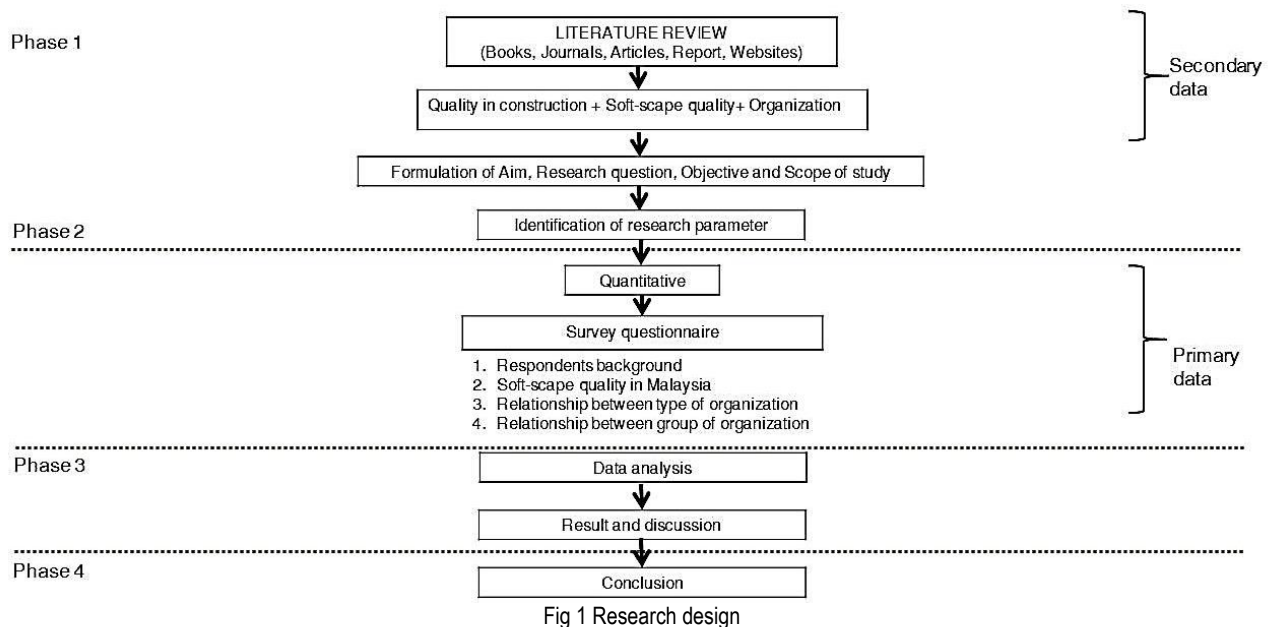 Phase 1
LITERATURE REVIEW
(Books, Journals, Articles, Report, Websites)
Secondary
data
Quality in construction + Soft-scape quality+ Organization
Formulation of Aim, Research question, Objective and Scope of study
Identification of research parameter
Phase 2
Quantitative
Survey questionnaire
1. Respondents background
2. Soft-scape quality in Malaysia
3. Relationship between type of organization
4. Relationship between group of organization
Primary
data
Phase 3
Data analysis
Result and discussion
Phase 4
Conclusion
Fig 1 Research design